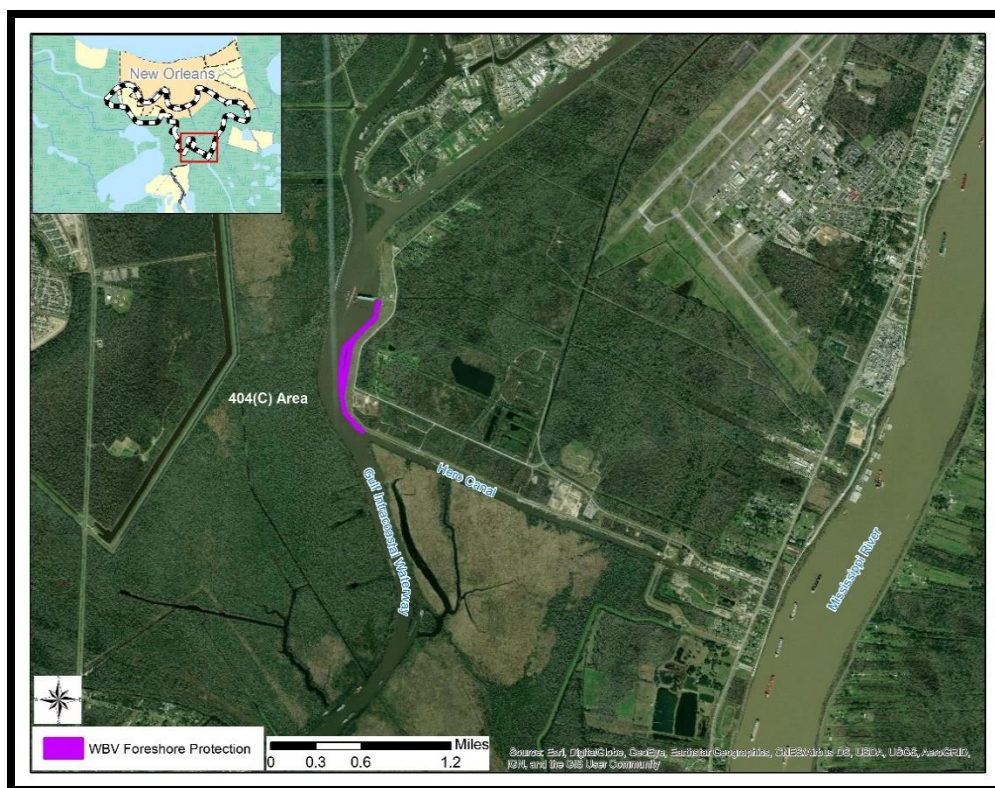 New Orleans
404(C) Area
Hero Canal
Gulf Intracoastal Waterway
Mississippi River
WBV Foreshore Protection
Miles
0 0.3 0.6 1.2
Source: Esri, DigitalGlobe, GeoEye, Earthstar Geographics, CNES/Airbus DS, USDA, USGS, AeroGRID,
IGN, and the GIS User Community